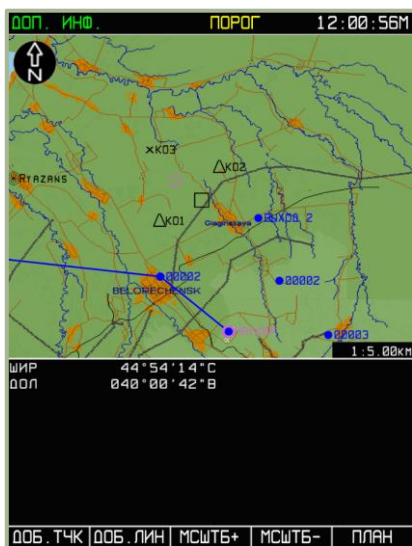 ДОП. ИНФ. ПОРОГ 12:00:56М
N
×К03
△К02
RYAZANS
△К01
Giaginskaya
ВЫХОД 2
00002
00002
BELORECHENSK
00003
1:5.00км
ШИР 44°54'14"С
ДОЛ 040°00'42"В
ДОБ.ТЧК ДОБ.ЛИН МСШТБ+ МСШТБ- ПЛАН